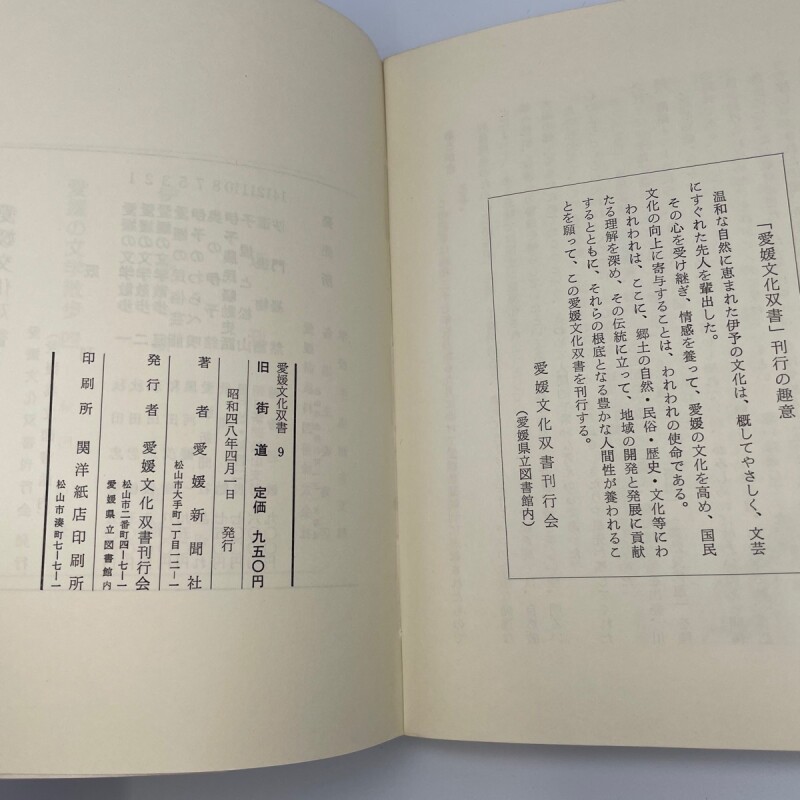 「愛媛文化双書」刊行の趣意
温和な自然に恵まれた伊予の文化は、概してやさしく、文芸
にすぐれた先人を輩出した。
その心を受け継ぎ、情感を養って、愛媛の文化を高め、国民
文化の向上に寄与することは、われわれの使命である。
われわれは、ここに、郷土の自然・民俗・歴史・文化等にわ
たる理解を深め、その伝統に立って、地域の開発と発展に貢献
するとともに、それらの根底となる豊かな人間性が養われるこ
とを願って、この愛媛文化双書を刊行する。
愛媛文化双書刊行会
（愛媛県立図書館内）
愛媛文化双書 9
旧街道 定価 九五〇円
昭和四八年四月一日 発行
著者 愛媛新聞社
松山市大手町一丁目一二―一
発行者 愛媛文化双書刊行会
松山市二番町四―七―一
愛媛県立図書館内
印刷所 関洋紙店印刷所
松山市湊町七―七―一